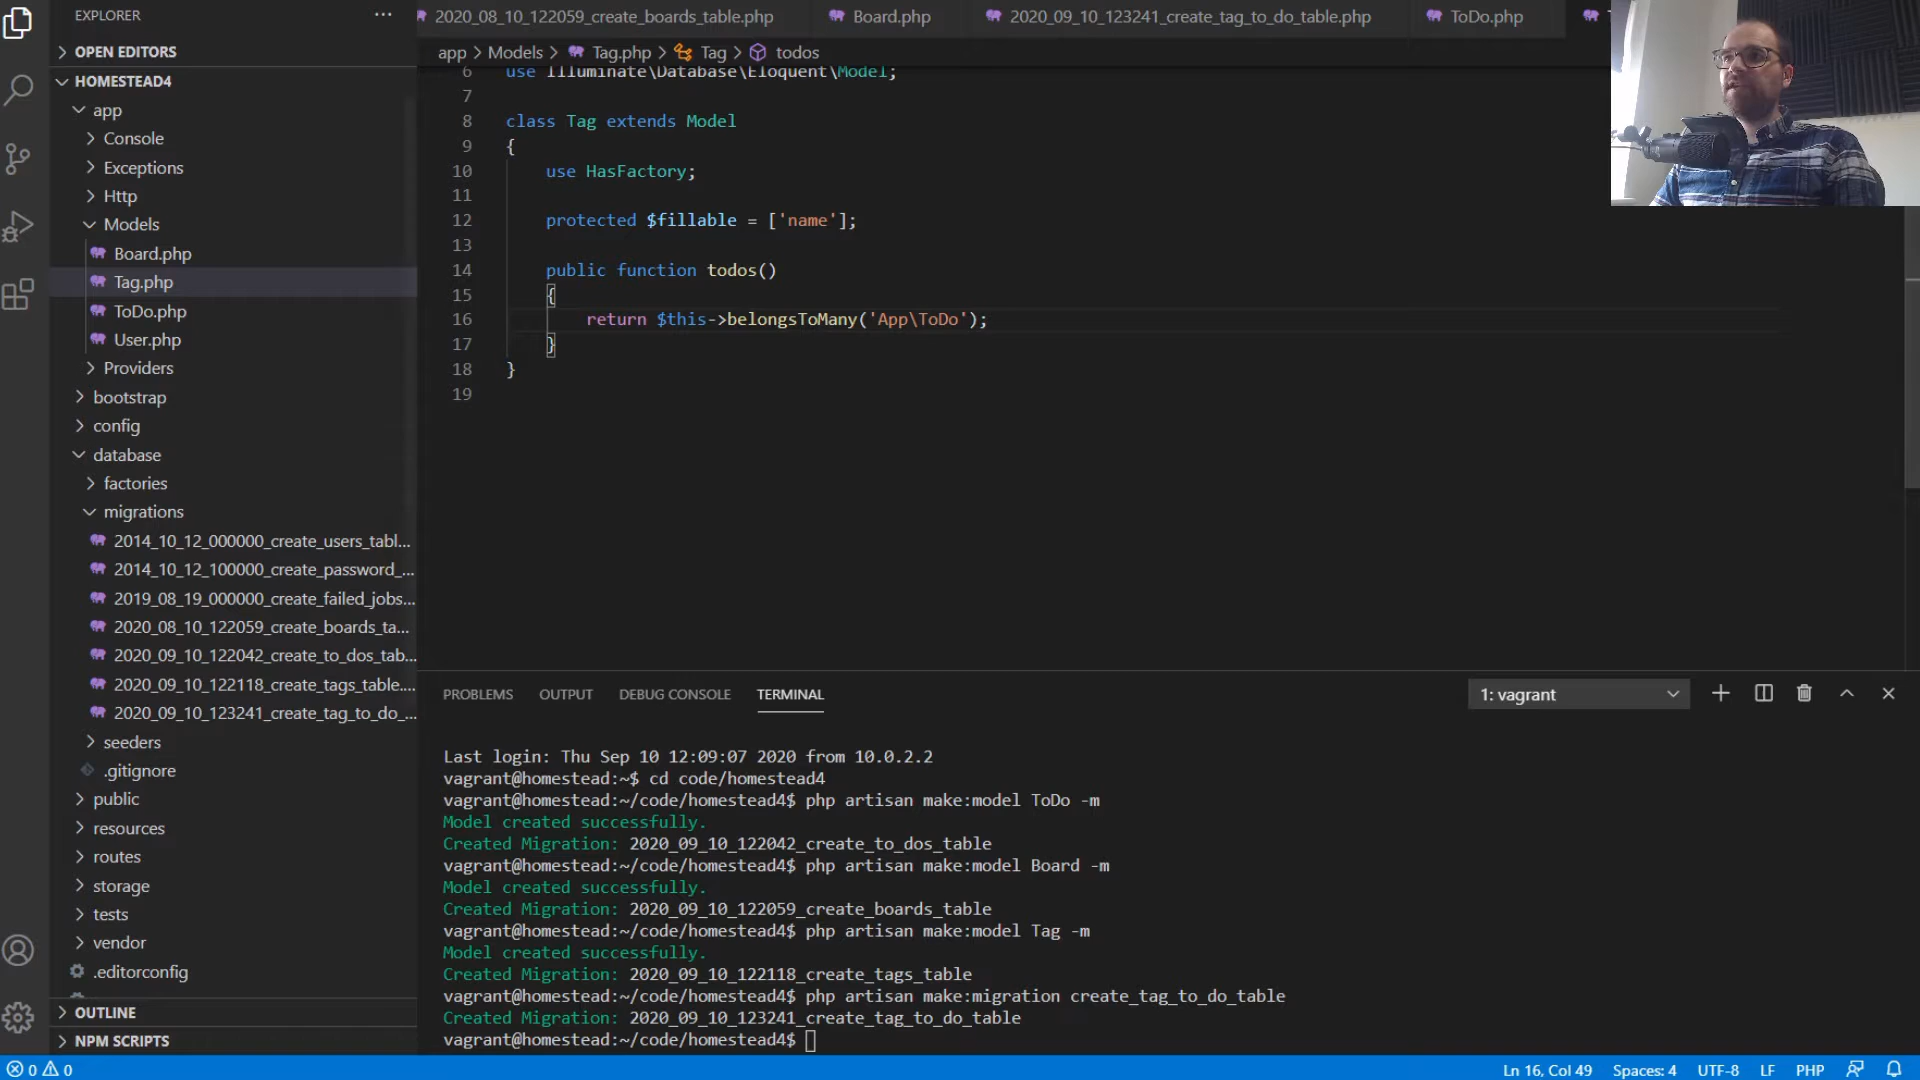 EXPLORER
OPEN EDITORS
HOMESTEAD4
app
Console
Exceptions
Http
Models
Board.php
Tag.php
ToDo.php
User.php
Providers
bootstrap
config
database
factories
migrations
2014_10_12_000000_create_users_tabl...
2014_10_12_100000_create_password_...
2019_08_19_000000_create_failed_jobs...
2020_08_10_122059_create_boards_ta...
2020_09_10_122042_create_to_dos_tab...
2020_09_10_122118_create_tags_table....
2020_09_10_123241_create_tag_to_do_...
seeders
.gitignore
public
resources
routes
storage
tests
vendor
.editorconfig
OUTLINE
NPM SCRIPTS
2020_08_10_122059_create_boards_table.php Board.php 2020_09_10_123241_create_tag_to_do_table.php ToDo.php
app > Models > Tag.php > Tag > todos
6 use Illuminate\Database\Eloquent\Model;
7
8 class Tag extends Model
9 {
10 use HasFactory;
11
12 protected $fillable = ['name'];
13
14 public function todos()
15 {
16 return $this->belongsToMany('App\ToDo');
17 }
18 }
19
PROBLEMS OUTPUT DEBUG CONSOLE TERMINAL 1: vagrant
Last login: Thu Sep 10 12:09:07 2020 from 10.0.2.2
vagrant@homestead:~$ cd code/homestead4
vagrant@homestead:~/code/homestead4$ php artisan make:model ToDo -m
Model created successfully.
Created Migration: 2020_09_10_122042_create_to_dos_table
vagrant@homestead:~/code/homestead4$ php artisan make:model Board -m
Model created successfully.
Created Migration: 2020_09_10_122059_create_boards_table
vagrant@homestead:~/code/homestead4$ php artisan make:model Tag -m
Model created successfully.
Created Migration: 2020_09_10_122118_create_tags_table
vagrant@homestead:~/code/homestead4$ php artisan make:migration create_tag_to_do_table
Created Migration: 2020_09_10_123241_create_tag_to_do_table
vagrant@homestead:~/code/homestead4$
0 0 Ln 16, Col 49 Spaces: 4 UTF-8 LF PHP